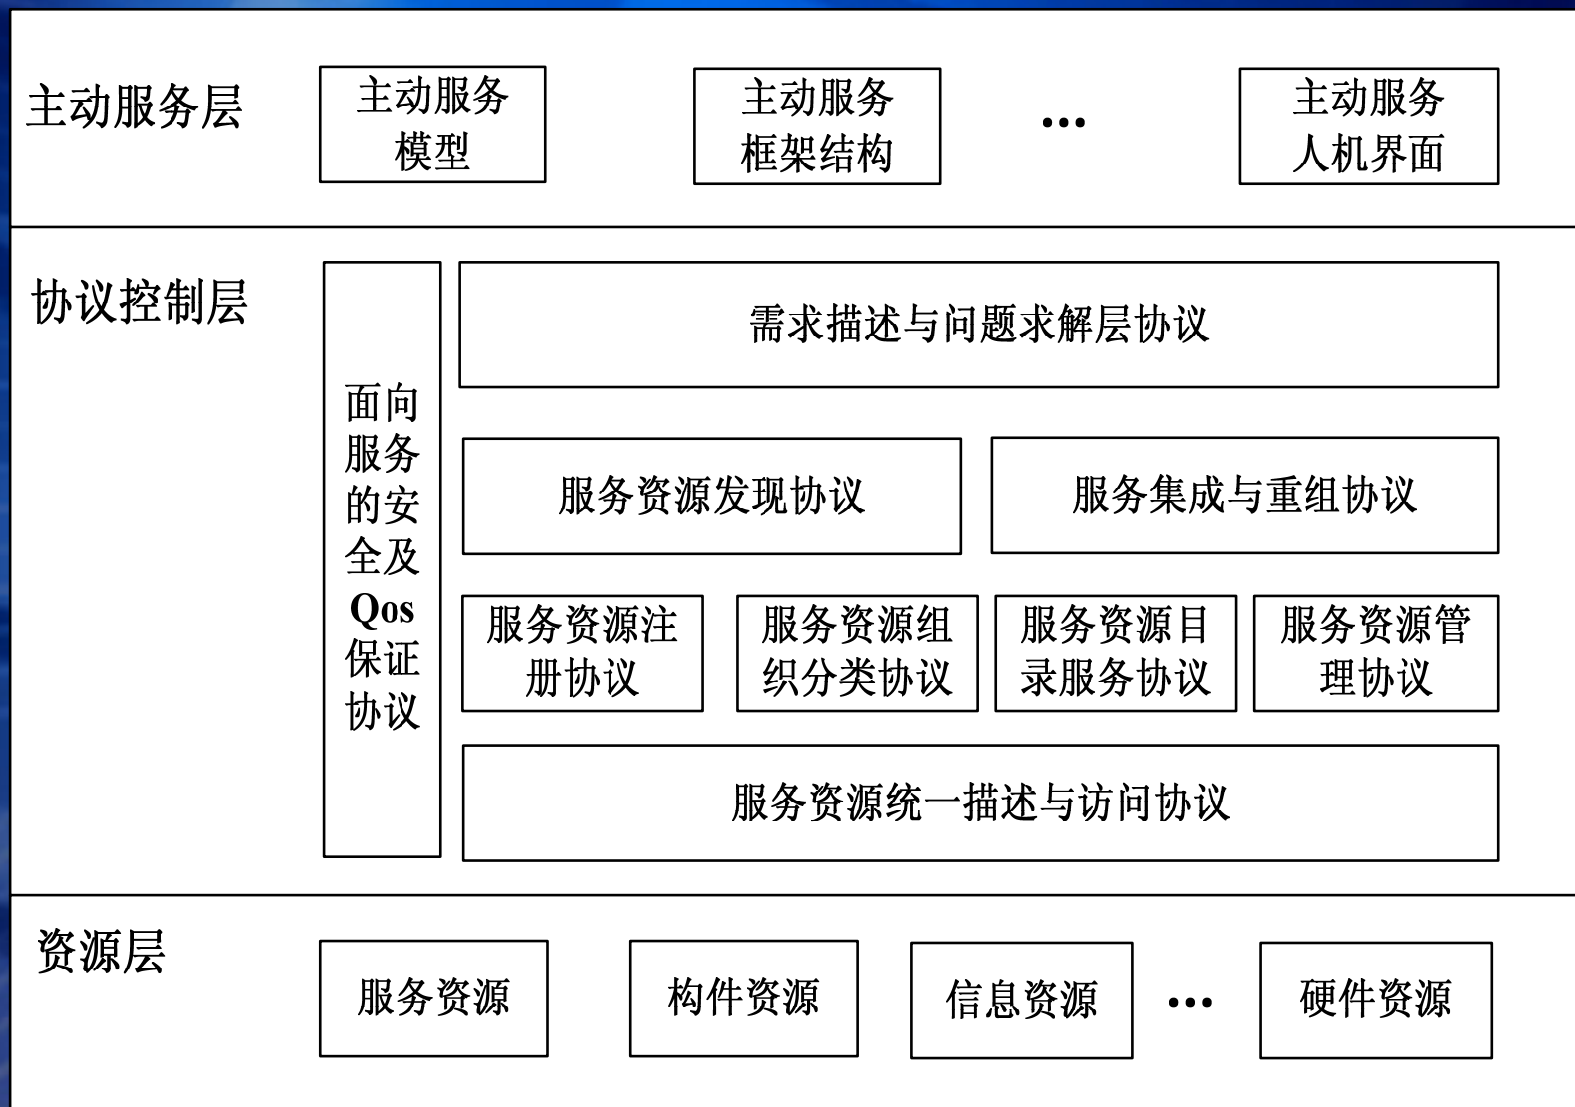 主动服务层
主动服务
模型
主动服务
框架结构
...
主动服务
人机界面
协议控制层
面向
服务
的安
全及
Qos
保证
协议
需求描述与问题求解层协议
服务资源发现协议
服务集成与重组协议
服务资源注
册协议
服务资源组
织分类协议
服务资源目
录服务协议
服务资源管
理协议
服务资源统一描述与访问协议
资源层
服务资源
构件资源
信息资源
...
硬件资源